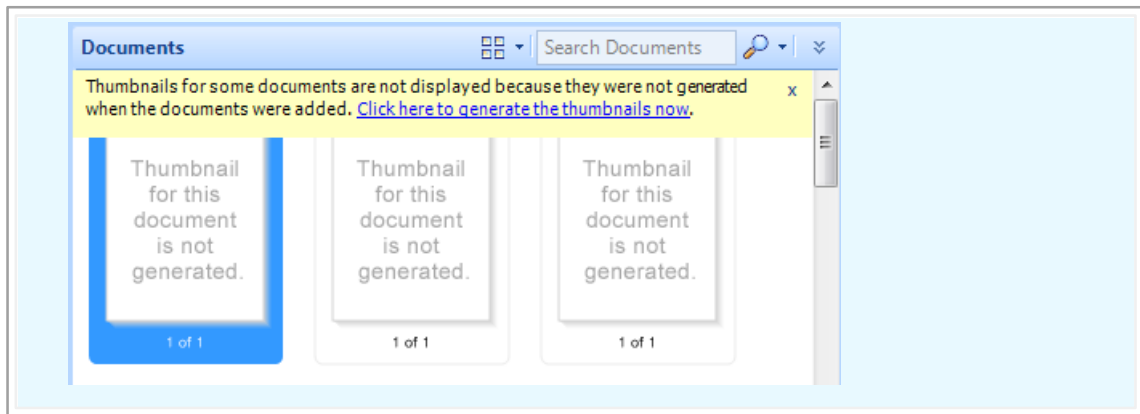 Documents
Search Documents
Thumbnails for some documents are not displayed because they were not generated
when the documents were added. Click here to generate the thumbnails now.
x
Thumbnail
for this
document
is not
generated.
1 of 1
Thumbnail
for this
document
is not
generated.
1 of 1
Thumbnail
for this
document
is not
generated.
1 of 1